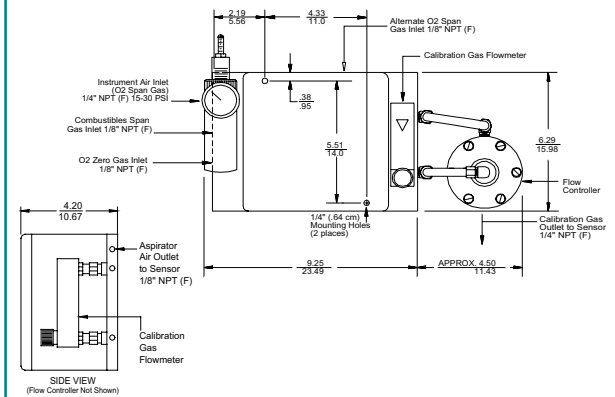 2.19
5.56
4.33
11.0
Alternate O2 Span
Gas Inlet 1/8" NPT (F)
Calibration Gas Flowmeter
Instrument Air Inlet
(O2 Span Gas)
1/4" NPT (F) 15-30 PSI
Combustibles Span
Gas Inlet 1/8" NPT (F)
O2 Zero Gas Inlet
1/8" NPT (F)
.38
.95
5.51
14.0
6.29
15.98
Flow
Controller
1/4" (.64 cm)
Mounting Holes
(2 places)
Calibration Gas
Outlet to Sensor
1/4" NPT (F)
9.25
23.49
APPROX. 4.50
11.43
4.20
10.67
Aspirator
Air Outlet
to Sensor
1/8" NPT (F)
Calibration
Gas
Flowmeter
SIDE VIEW
(Flow Controller Not Shown)